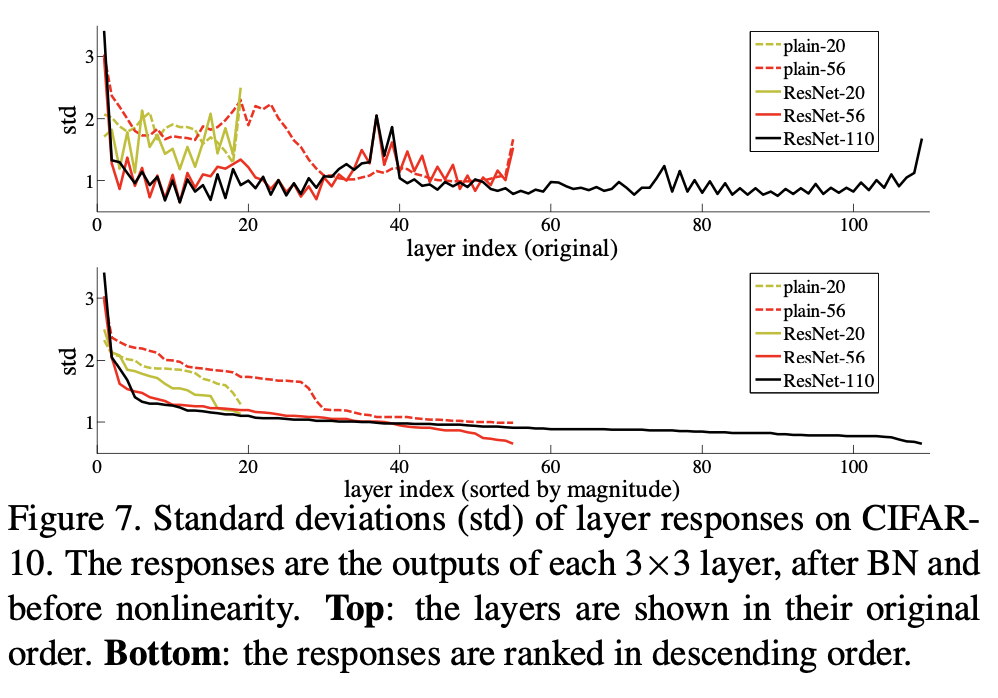 3
2
1
std
0 20 40 60 80 100
layer index (original)
plain-20
plain-56
ResNet-20
ResNet-56
ResNet-110
3
2
1
std
0 20 40 60 80 100
layer index (sorted by magnitude)
plain-20
plain-56
ResNet-20
ResNet-56
ResNet-110
Figure 7. Standard deviations (std) of layer responses on CIFAR-
10. The responses are the outputs of each 3×3 layer, after BN and
before nonlinearity. Top: the layers are shown in their original
order. Bottom: the responses are ranked in descending order.